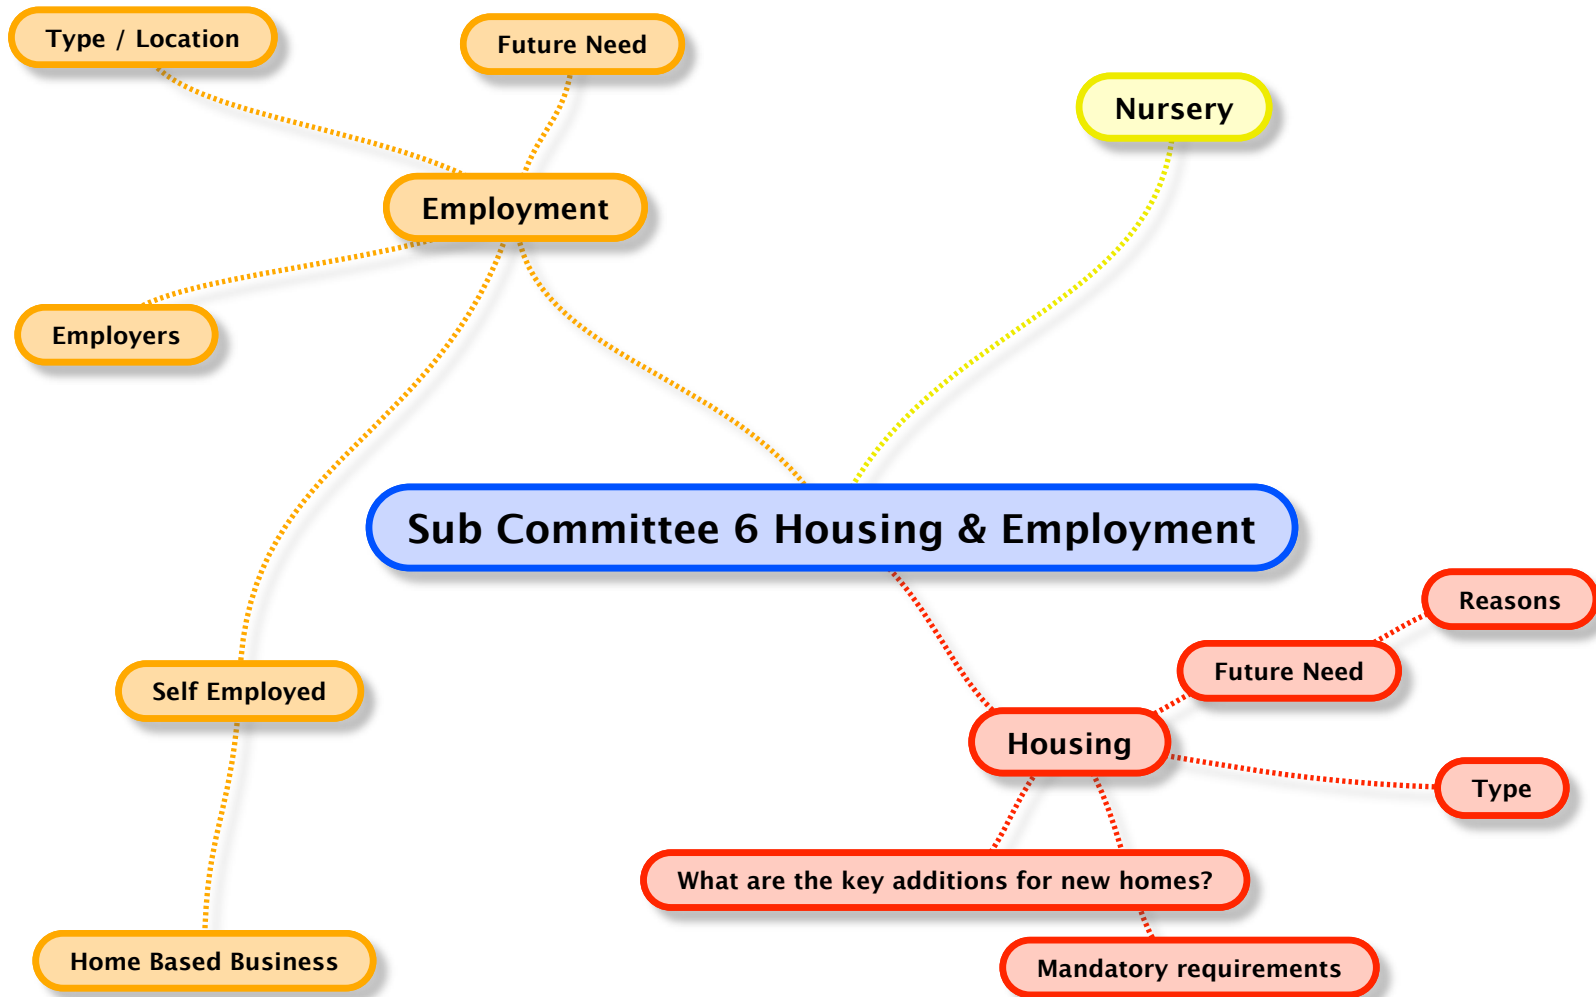 Type / Location
Future Need
Nursery
Employment
Employers
Sub Committee 6 Housing & Employment
Reasons
Future Need
Self Employed
Housing
Type
What are the key additions for new homes?
Home Based Business
Mandatory requirements